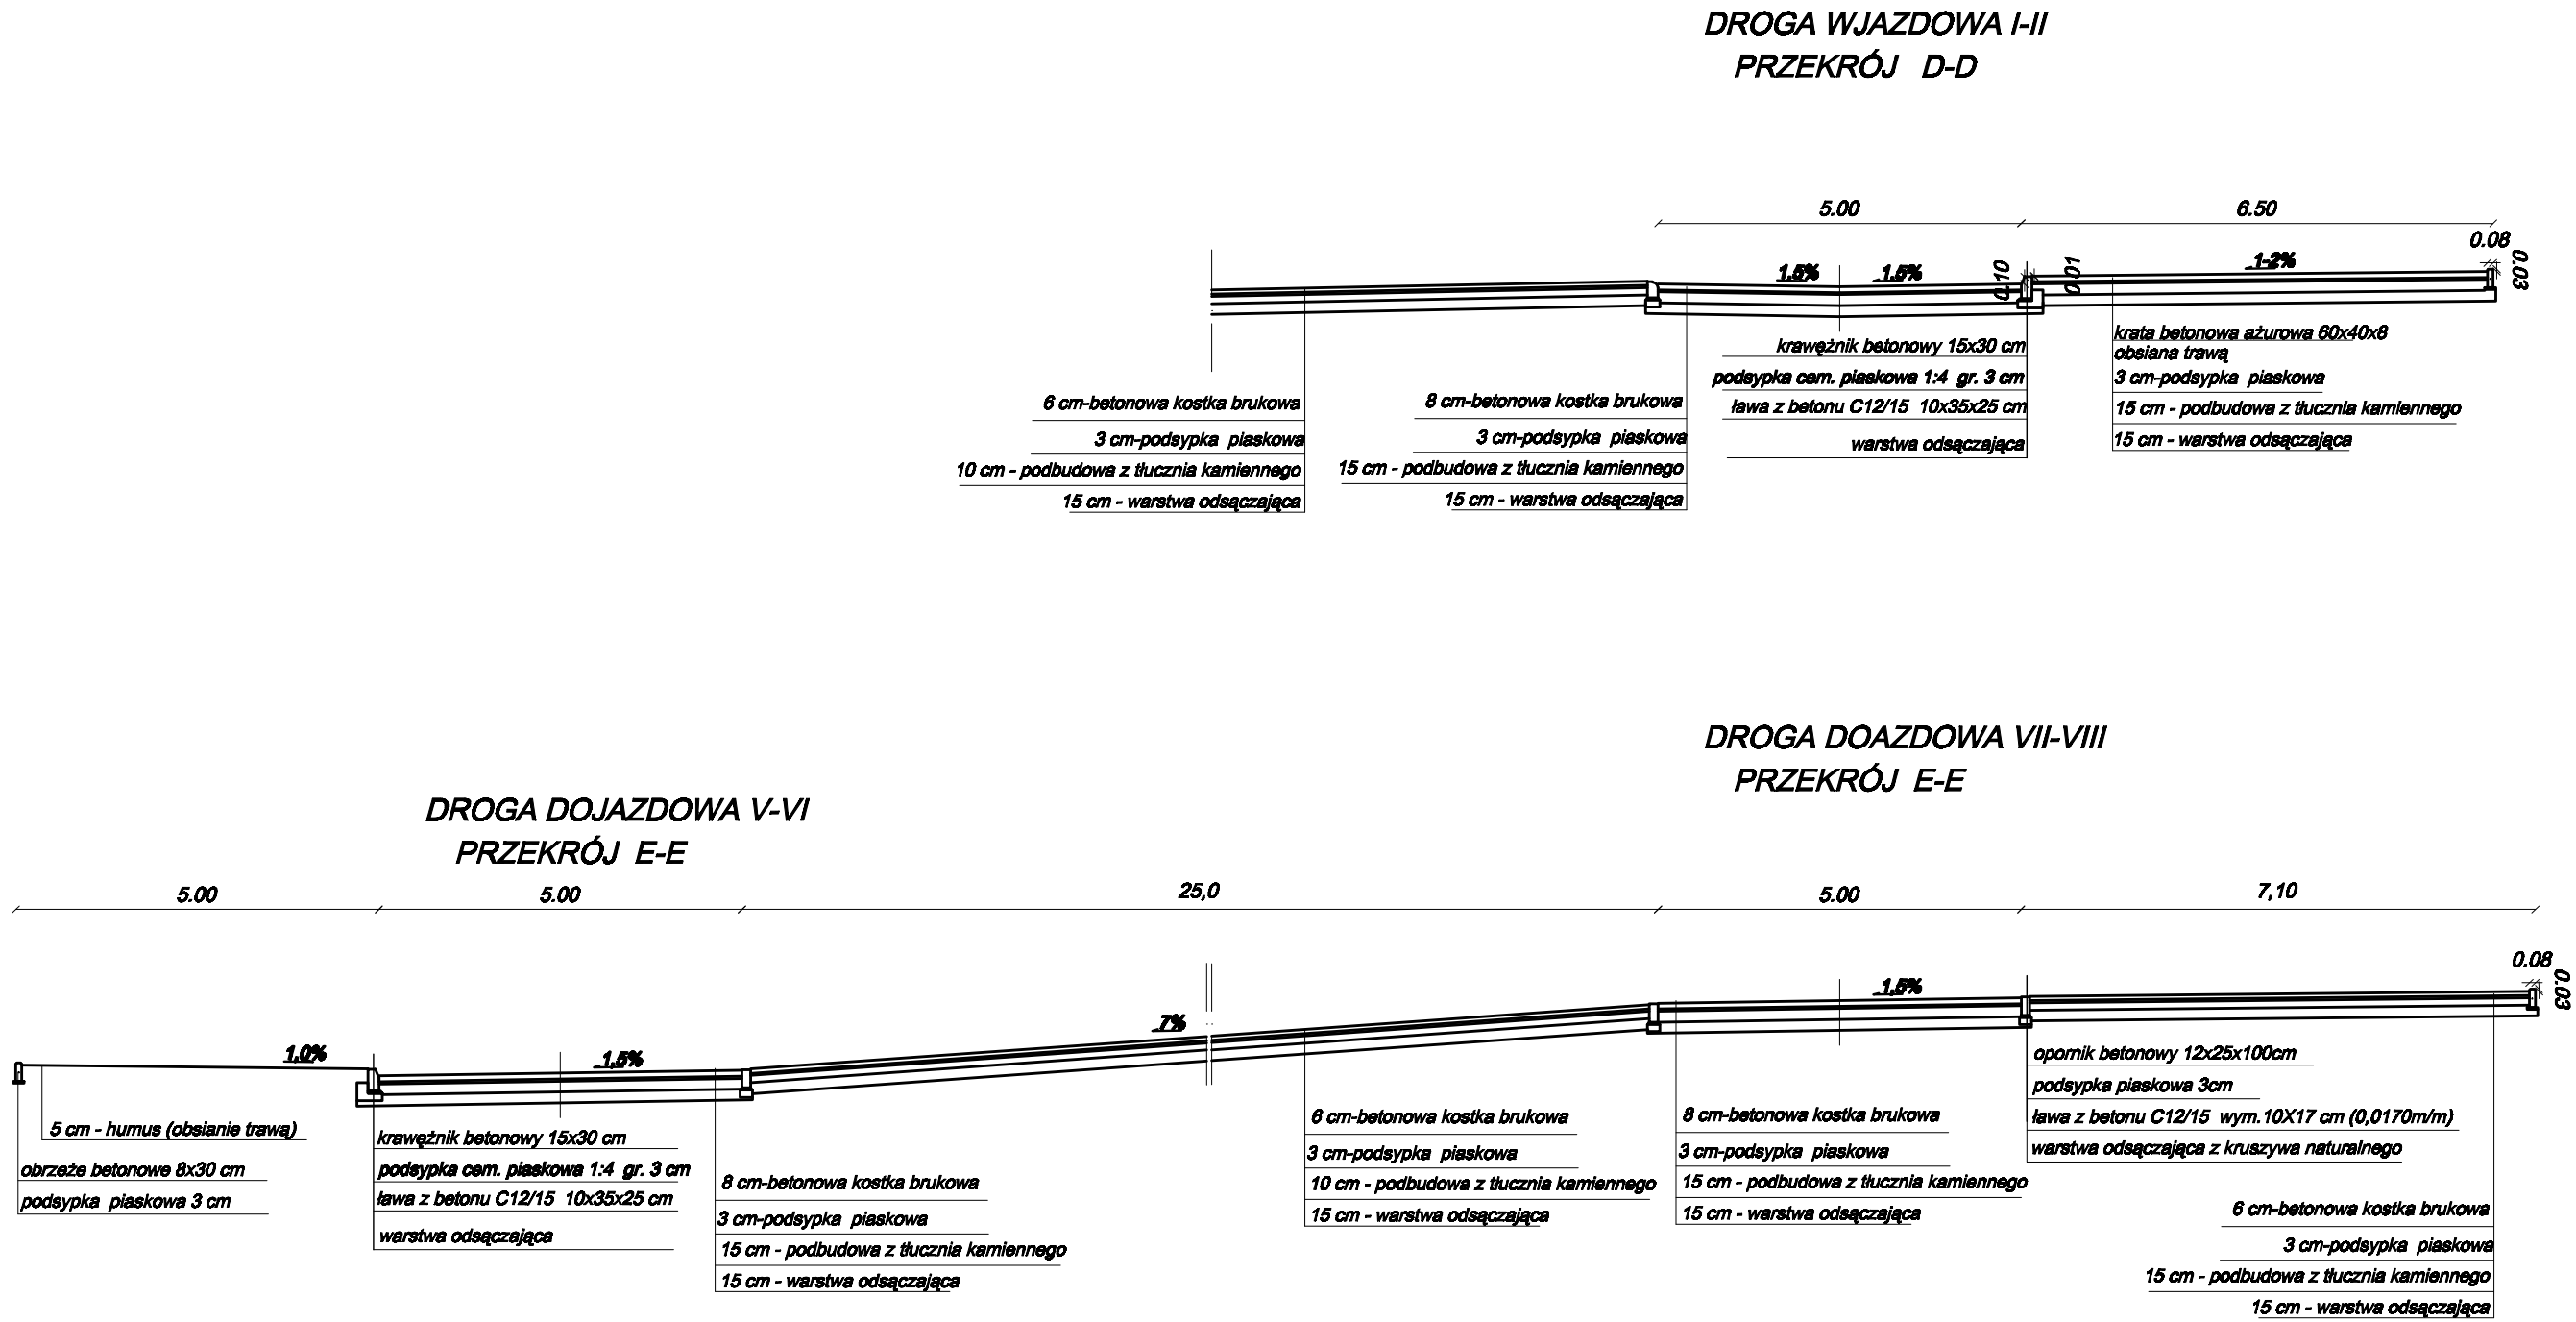 DROGA WJAZDOWA I-II
PRZEKRÓJ D-D
5.00
6.50
0.08
0.03
1,5%
1,5%
0.10
0.01
1-2%
6 cm-betonowa kostka brukowa
3 cm-podsypka piaskowa
10 cm - podbudowa z tłucznia kamiennego
15 cm - warstwa odsączająca
8 cm-betonowa kostka brukowa
3 cm-podsypka piaskowa
15 cm - podbudowa z tłucznia kamiennego
15 cm - warstwa odsączająca
krawężnik betonowy 15x30 cm
podsypka cem. piaskowa 1:4 gr. 3 cm
ława z betonu C12/15 10x35x25 cm
warstwa odsączająca
krata betonowa ażurowa 60x40x8
obsiana trawą
3 cm-podsypka piaskowa
15 cm - podbudowa z tłucznia kamiennego
15 cm - warstwa odsączająca
DROGA DOAZDOWA VII-VIII
PRZEKRÓJ E-E
DROGA DOJAZDOWA V-VI
PRZEKRÓJ E-E
5.00
5.00
25,0
5.00
7,10
0.08
0.03
1,0%
1,5%
7%
1,5%
5 cm - humus (obsianie trawą)
obrzeże betonowe 8x30 cm
podsypka piaskowa 3 cm
krawężnik betonowy 15x30 cm
podsypka cem. piaskowa 1:4 gr. 3 cm
ława z betonu C12/15 10x35x25 cm
warstwa odsączająca
8 cm-betonowa kostka brukowa
3 cm-podsypka piaskowa
15 cm - podbudowa z tłucznia kamiennego
15 cm - warstwa odsączająca
6 cm-betonowa kostka brukowa
3 cm-podsypka piaskowa
10 cm - podbudowa z tłucznia kamiennego
15 cm - warstwa odsączająca
8 cm-betonowa kostka brukowa
3 cm-podsypka piaskowa
15 cm - podbudowa z tłucznia kamiennego
15 cm - warstwa odsączająca
opornik betonowy 12x25x100cm
podsypka piaskowa 3cm
ława z betonu C12/15 wym.10X17 cm (0,0170m/m)
warstwa odsączająca z kruszywa naturalnego
6 cm-betonowa kostka brukowa
3 cm-podsypka piaskowa
15 cm - podbudowa z tłucznia kamiennego
15 cm - warstwa odsączająca